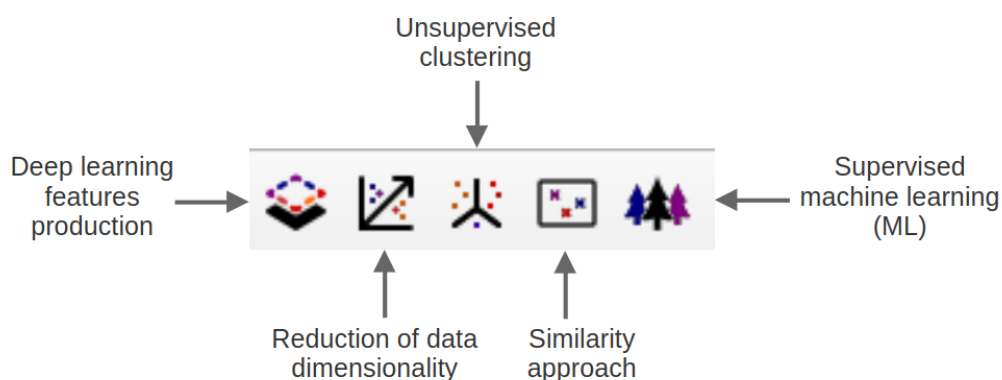 Unsupervised
clustering
Deep learning
features
production
Supervised
machine learning
(ML)
Reduction of data
dimensionality
Similarity
approach